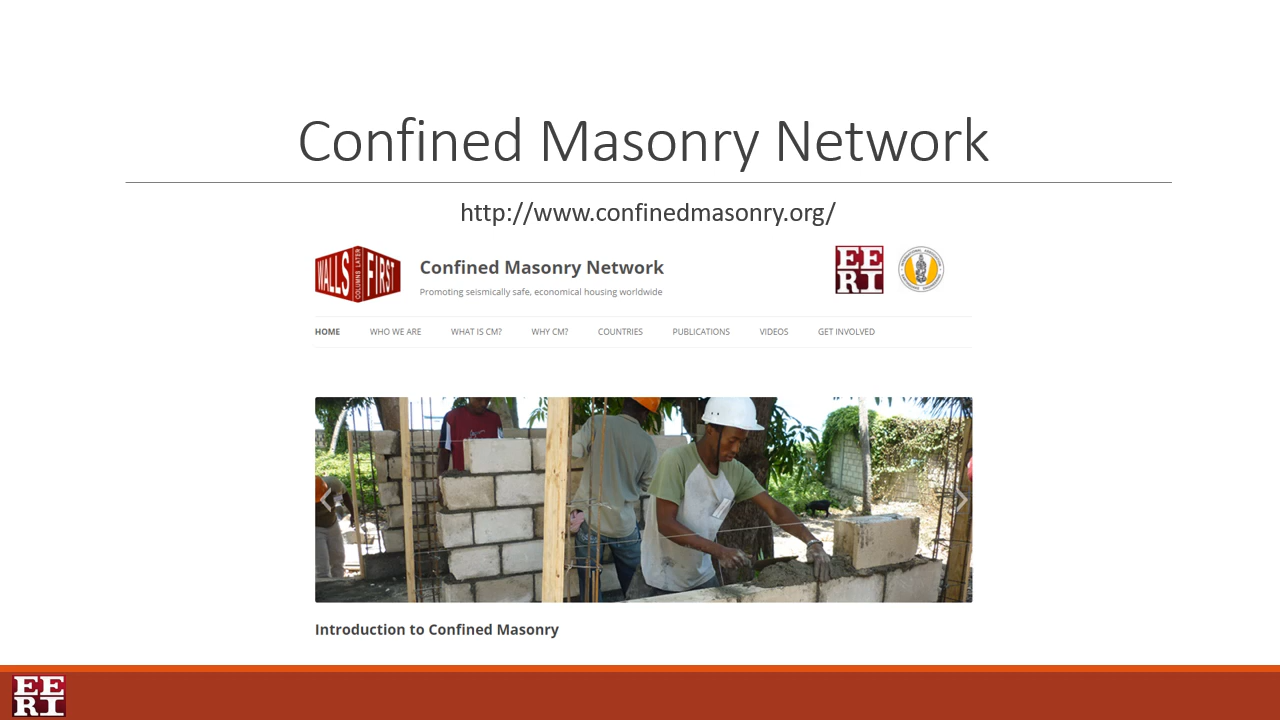 Confined Masonry Network
http://www.confinedmasonry.org/
WALLS
COLUMNS LATER
FIRST
Confined Masonry Network
Promoting seismically safe, economical housing worldwide
EE
RI
HOME WHO WE ARE WHAT IS CM? WHY CM? COUNTRIES PUBLICATIONS VIDEOS GET INVOLVED
Introduction to Confined Masonry
EE
RI